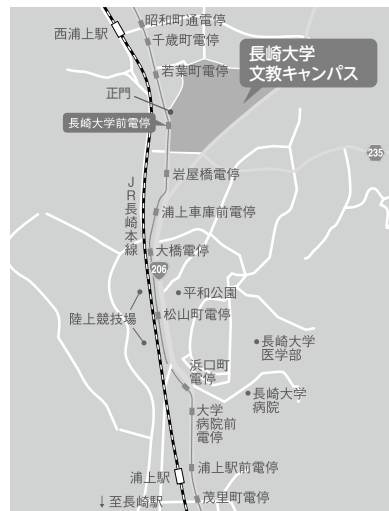 昭和町通電停
西浦上駅
千歳町電停
長崎大学
文教キャンパス
若葉町電停
正門
長崎大学前電停
235
岩屋橋電停
JR長崎本線
浦上車庫前電停
大橋電停
206
平和公園
陸上競技場
松山町電停
長崎大学
医学部
浜口町
電停
長崎大学
病院
大学
病院前
電停
浦上駅前電停
浦上駅
↓至長崎駅
茂里町電停